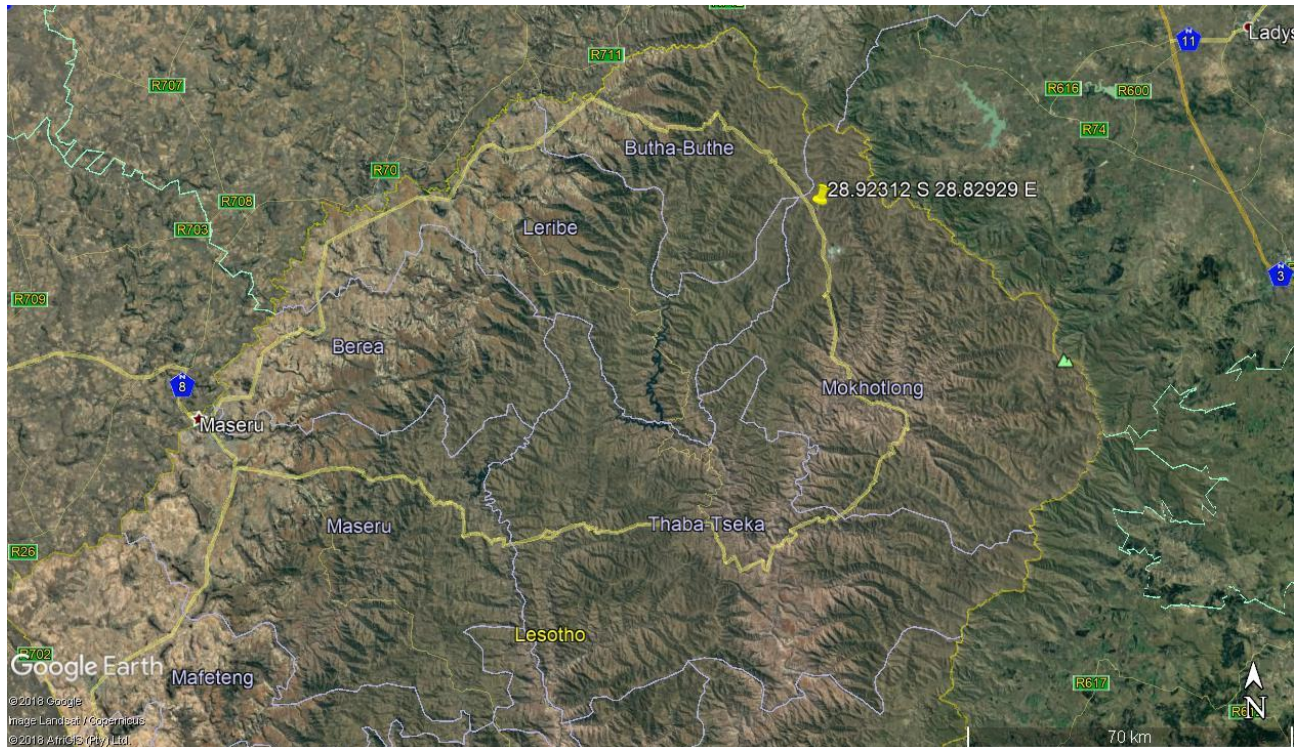 R711
11
Ladys
R707
R616
R600
R74
Butha-Buthe
R70
28.92312 S 28.82929 E
R708
Leribe
R703
3
R709
Berea
8
Mokhotlong
Maseru
Maseru
Thaba-Tseka
R26
Lesotho
R702
Google Earth
Mafeteng
R617
©2018 Google
Image Landsat / Copernicus
©2018 AfriGIS (Pty) Ltd.
N
70 km